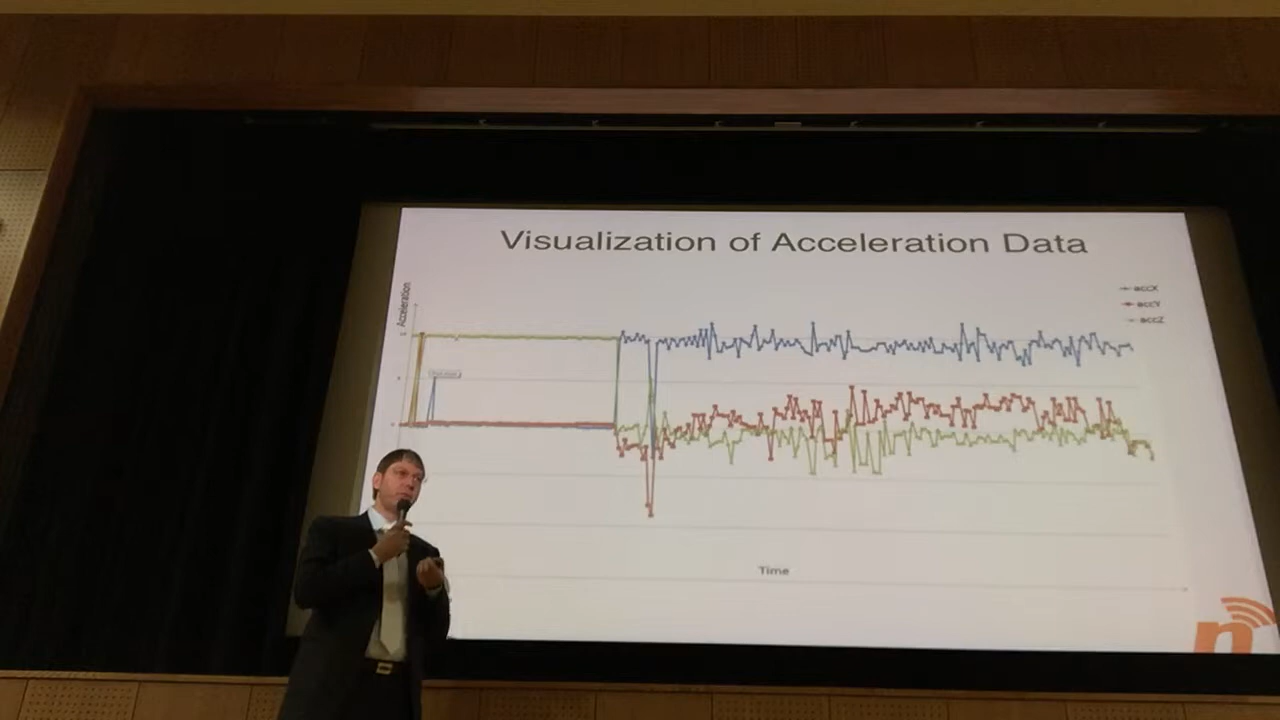 Visualization of Acceleration Data
Acceleration
accX
accY
accZ
Time
n